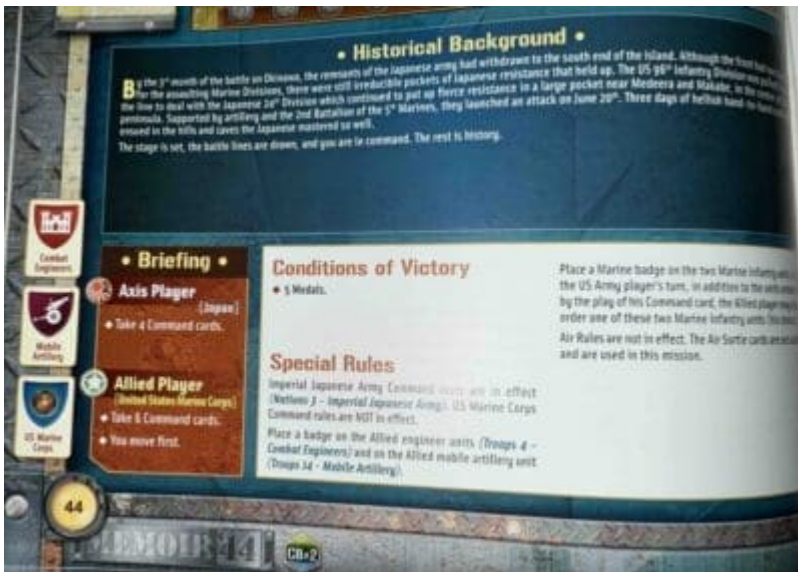 • Historical Background •
By the 3rd month of the battle on Okinawa, the remnants of the Japanese army had withdrawn to the south end of the island. Although the front had
for the assaulting Marine Divisions, there were still irreducible pockets of Japanese resistance that held up. The US 96th Infantry Division was
the line to deal with the Japanese 24th Division which continued to put up fierce resistance in a large pocket near Medeera and Makabe, in the
peninsula. Supported by artillery and the 2nd Battalion of the 5th Marines, they launched an attack on June 20th. Three days of hellish hand-to-hand
ensued in the hills and caves the Japanese mastered so well.
The stage is set, the battle lines are drawn, and you are in command. The rest is history.
Combat
Engineers
Mobile
Artillery
US Marine
Corps
• Briefing •
Axis Player
[Japan]
Take 4 Command cards.
Allied Player
[United States Marine Corps]
Take 6 Command cards.
You move first.
Conditions of Victory
5 Medals.
Special Rules
Imperial Japanese Army Command rules are in effect
(Nations 3 - Imperial Japanese Army). US Marine Corps
Command rules are NOT in effect.
Place a badge on the Allied engineer units (Troops 4 -
Combat Engineers) and on the Allied mobile artillery unit
(Troops 14 - Mobile Artillery).
Place a Marine badge on the two Marine Infantry
the US Army player's turn, in addition to the units
by the play of his Command card, the Allied player
order one of these two Marine Infantry units.
Air Rules are not in effect. The Air Sortie cards are
and are used in this mission.
44
MEMOIR '44
CB×2